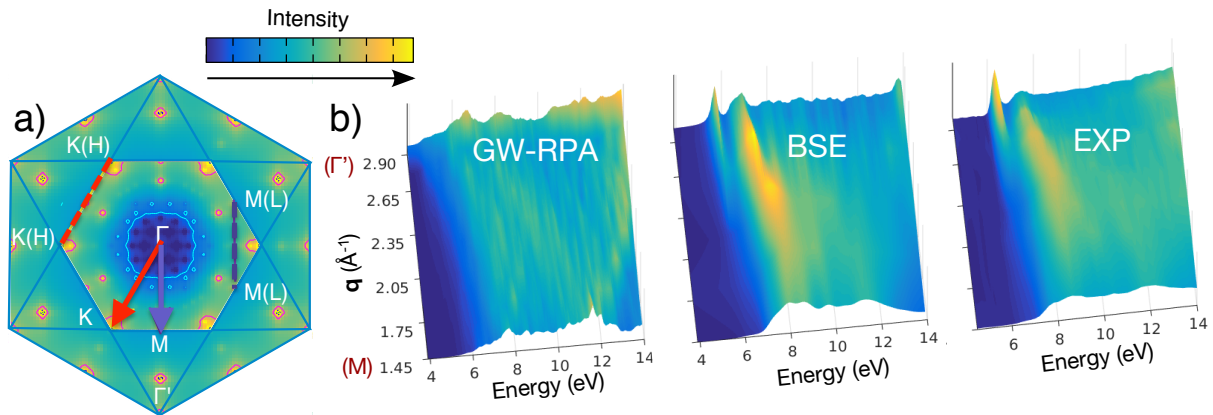 Intensity
a)
K(H)
M(L)
Γ
K(H)
M(L)
K
M
Γ'
b)
GW-RPA
BSE
EXP
(Γ')
2.90
2.65
2.35
2.05
1.75
(M)
1.45
q (Å-1)
4 6 8 10 12 14
Energy (eV)
4 6 8 10 12 14
Energy (eV)
6 8 10 12 14
Energy (eV)